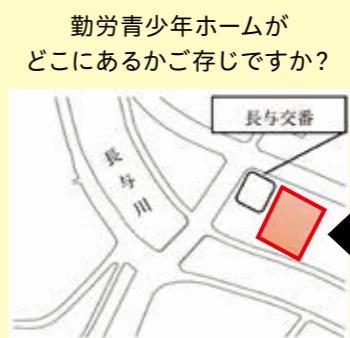 勤労青少年ホームが
どこにあるかご存じですか？
長与交番
長与川